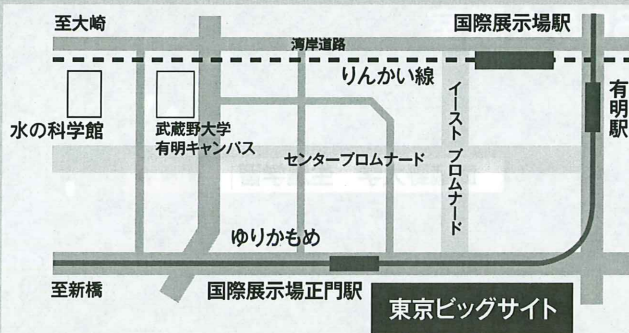 至大崎
国際展示場駅
湾岸道路
りんかい線
有明駅
水の科学館
武蔵野大学
有明キャンパス
イースト プロムナード
センタープロムナード
ゆりかもめ
至新橋
国際展示場正門駅
東京ビッグサイト